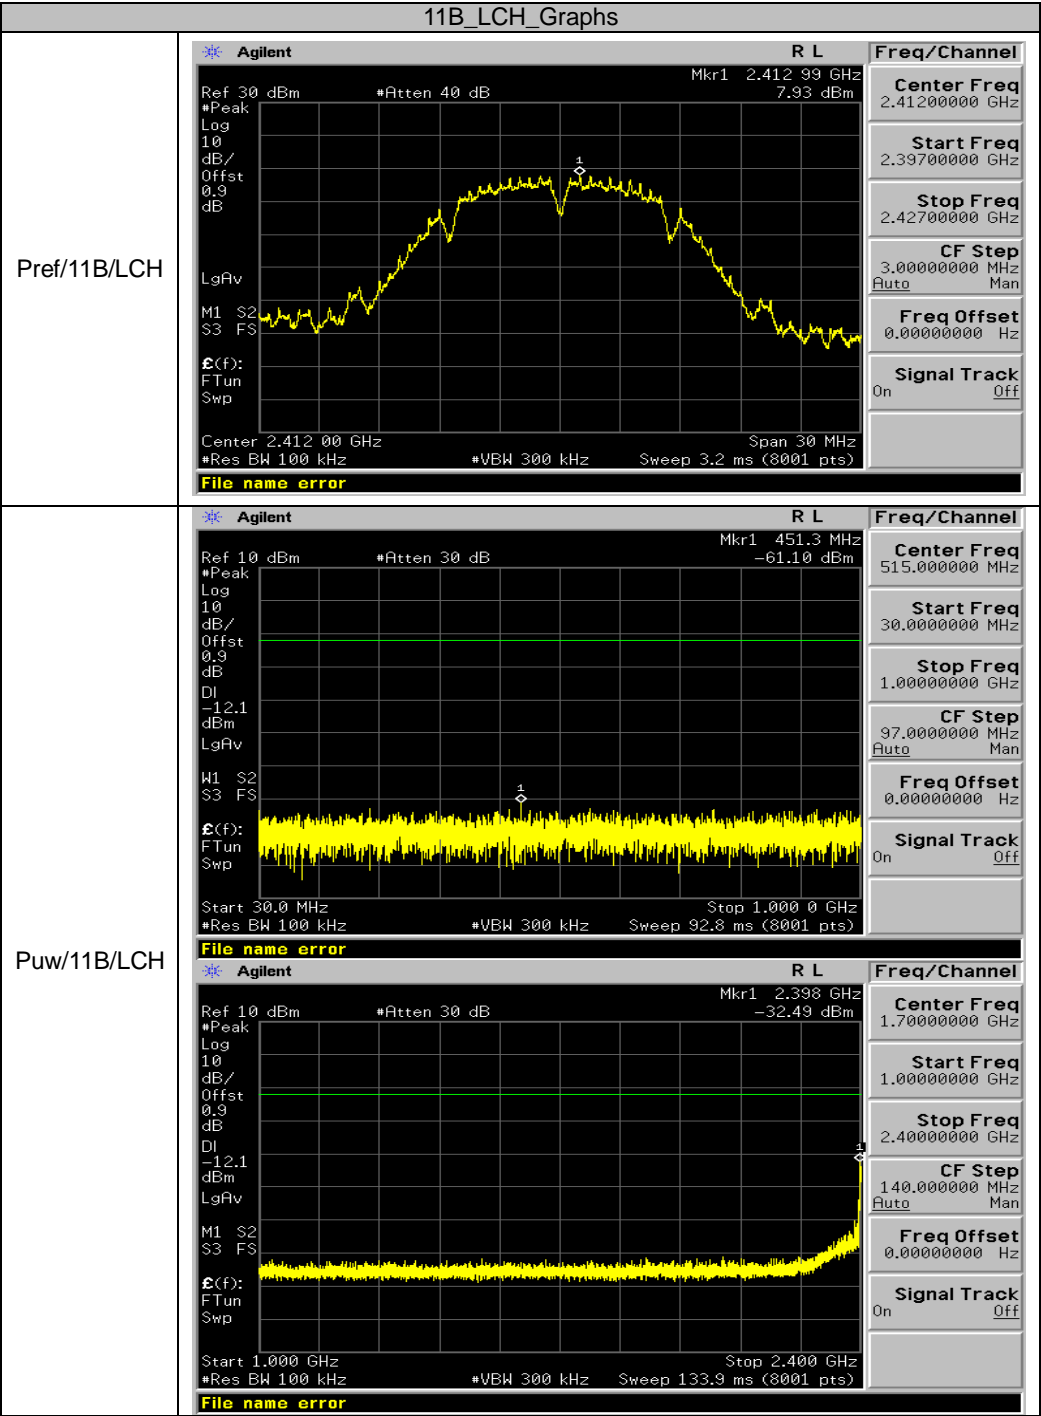 11B_LCH_Graphs
Pref/11B/LCH
Agilent R L Freq/Channel
Mkr1 2.412 99 GHz
Ref 30 dBm #Atten 40 dB 7.93 dBm
#Peak
Log
10
dB/
Offst
0.9
dB
LgAv
M1 S2
S3 FS
£(f):
FTun
Swp
1
Center 2.412 00 GHz Span 30 MHz
#Res BW 100 kHz #VBW 300 kHz Sweep 3.2 ms (8001 pts)
File name error
Center Freq
2.41200000 GHz
Start Freq
2.39700000 GHz
Stop Freq
2.42700000 GHz
CF Step
3.00000000 MHz
Auto Man
Freq Offset
0.00000000 Hz
Signal Track
On Off
Puw/11B/LCH
Agilent R L Freq/Channel
Mkr1 451.3 MHz
Ref 10 dBm #Atten 30 dB -61.10 dBm
#Peak
Log
10
dB/
Offst
0.9
dB
DI
-12.1
dBm
LgAv
W1 S2
S3 FS
£(f):
FTun
Swp
1
Start 30.0 MHz Stop 1.000 0 GHz
#Res BW 100 kHz #VBW 300 kHz Sweep 92.8 ms (8001 pts)
File name error
Center Freq
515.000000 MHz
Start Freq
30.0000000 MHz
Stop Freq
1.00000000 GHz
CF Step
97.0000000 MHz
Auto Man
Freq Offset
0.00000000 Hz
Signal Track
On Off
Agilent R L Freq/Channel
Mkr1 2.398 GHz
Ref 10 dBm #Atten 30 dB -32.49 dBm
#Peak
Log
10
dB/
Offst
0.9
dB
DI
-12.1
dBm
LgAv
M1 S2
S3 FS
£(f):
FTun
Swp
1
Start 1.000 GHz Stop 2.400 GHz
#Res BW 100 kHz #VBW 300 kHz Sweep 133.9 ms (8001 pts)
File name error
Center Freq
1.70000000 GHz
Start Freq
1.00000000 GHz
Stop Freq
2.40000000 GHz
CF Step
140.000000 MHz
Auto Man
Freq Offset
0.00000000 Hz
Signal Track
On Off